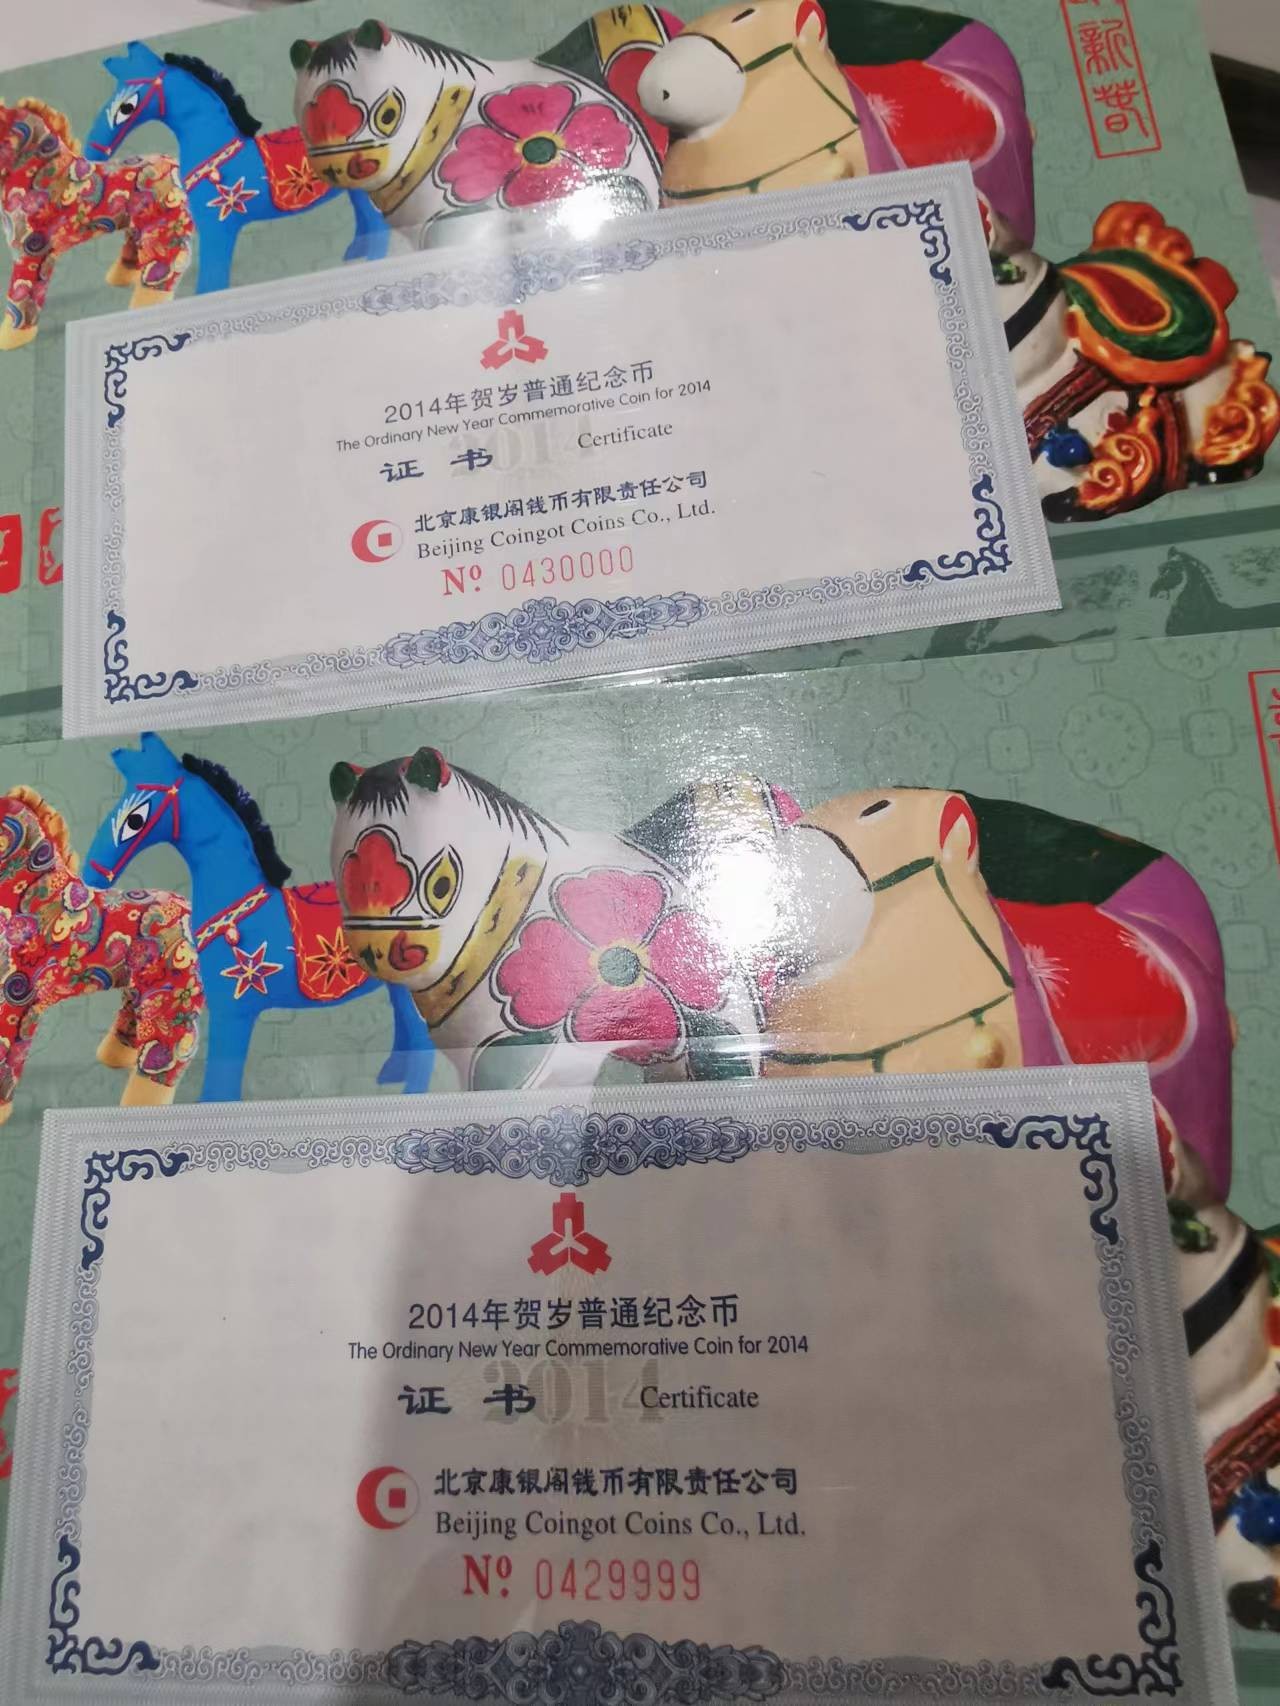 新春
2014年贺岁普通纪念币
The Ordinary New Year Commemorative Coin for 2014
2014
证书 Certificate
北京康银阁钱币有限责任公司
Beijing Coingot Coins Co., Ltd.
Nº 0430000
2014年贺岁普通纪念币
The Ordinary New Year Commemorative Coin for 2014
2014
证书 Certificate
北京康银阁钱币有限责任公司
Beijing Coingot Coins Co., Ltd.
Nº 0429999